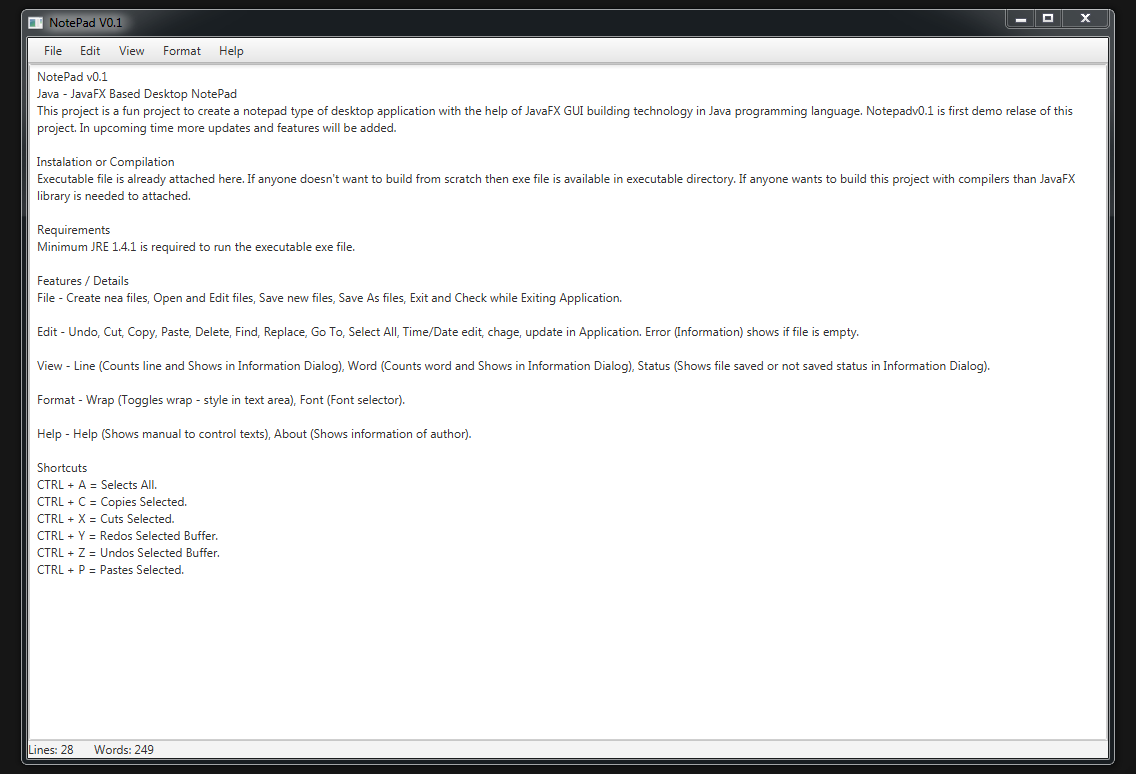 NotePad V0.1
File Edit View Format Help
NotePad v0.1
Java - JavaFX Based Desktop NotePad
This project is a fun project to create a notepad type of desktop application with the help of JavaFX GUI building technology in Java programming language. Notepadv0.1 is first demo relase of this
project. In upcoming time more updates and features will be added.
Instalation or Compilation
Executable file is already attached here. If anyone doesn't want to build from scratch then exe file is available in executable directory. If anyone wants to build this project with compilers than JavaFX
library is needed to attached.
Requirements
Minimum JRE 1.4.1 is required to run the executable exe file.
Features / Details
File - Create nea files, Open and Edit files, Save new files, Save As files, Exit and Check while Exiting Application.
Edit - Undo, Cut, Copy, Paste, Delete, Find, Replace, Go To, Select All, Time/Date edit, chage, update in Application. Error (Information) shows if file is empty.
View - Line (Counts line and Shows in Information Dialog), Word (Counts word and Shows in Information Dialog), Status (Shows file saved or not saved status in Information Dialog).
Format - Wrap (Toggles wrap - style in text area), Font (Font selector).
Help - Help (Shows manual to control texts), About (Shows information of author).
Shortcuts
CTRL + A = Selects All.
CTRL + C = Copies Selected.
CTRL + X = Cuts Selected.
CTRL + Y = Redos Selected Buffer.
CTRL + Z = Undos Selected Buffer.
CTRL + P = Pastes Selected.
Lines: 28 Words: 249